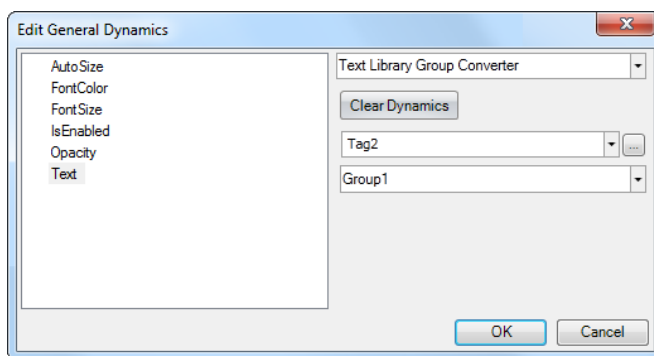 Edit General Dynamics
AutoSize
FontColor
FontSize
IsEnabled
Opacity
Text
Text Library Group Converter
Clear Dynamics
Tag2
...
Group1
OK
Cancel